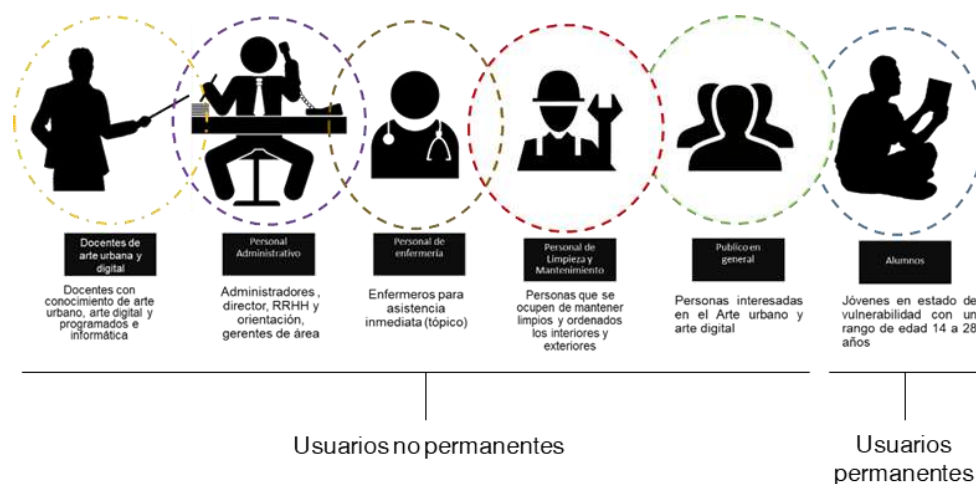 Docentes de
arte urbana y
digital
Docentes con
conocimiento de arte
urbano, arte digital y
programados e
informática
Personal
Administrativo
Administradores ,
director, RRHH y
orientación,
gerentes de área
Personal de
enfermería
Enfermeros para
asistencia
inmediata (tópico)
Personal de
Limpieza y
Mantenimiento
Personas que se
ocupen de mantener
limpios y ordenados
los interiores y
exteriores
Publico en
general
Personas interesadas
en el Arte urbano y
arte digital
Alumnos
Jóvenes en estado de
vulnerabilidad con un
rango de edad 14 a 28
años
Usuarios no permanentes
Usuarios
permanentes